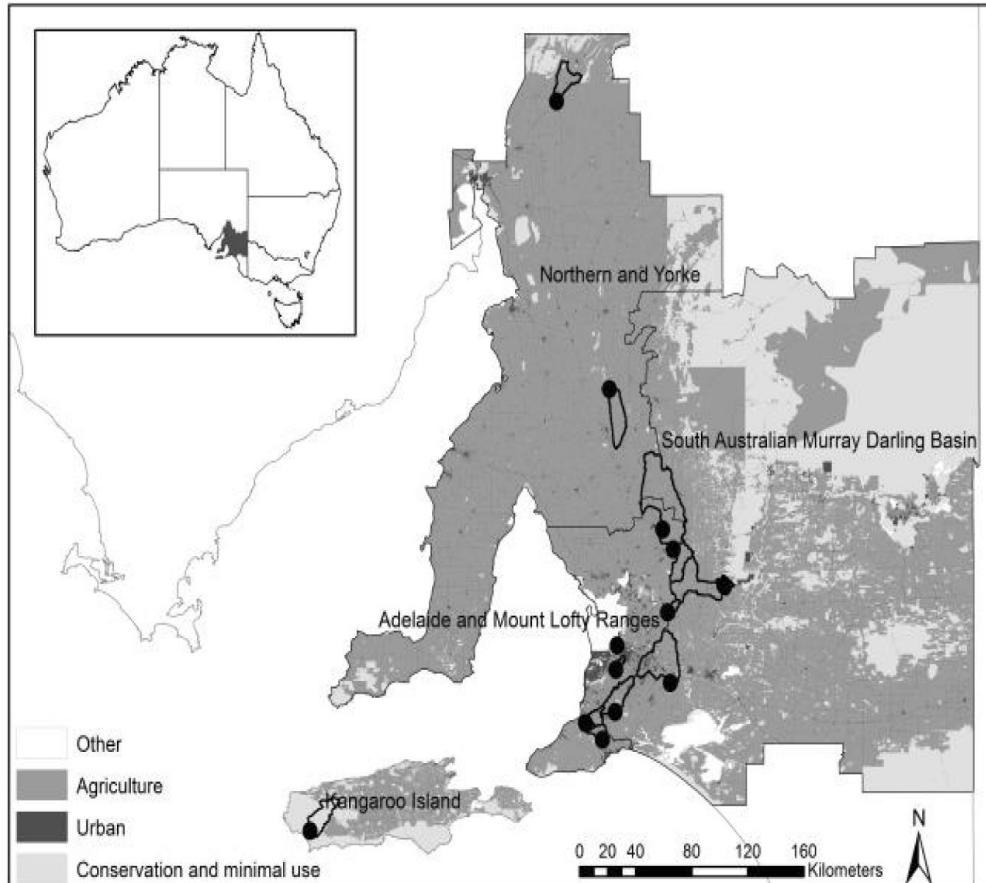 Northern and Yorke
South Australian Murray Darling Basin
Adelaide and Mount Lofty Ranges
Kangaroo Island
Other
Agriculture
Urban
Conservation and minimal use
N
0 20 40 80 120 160
Kilometers